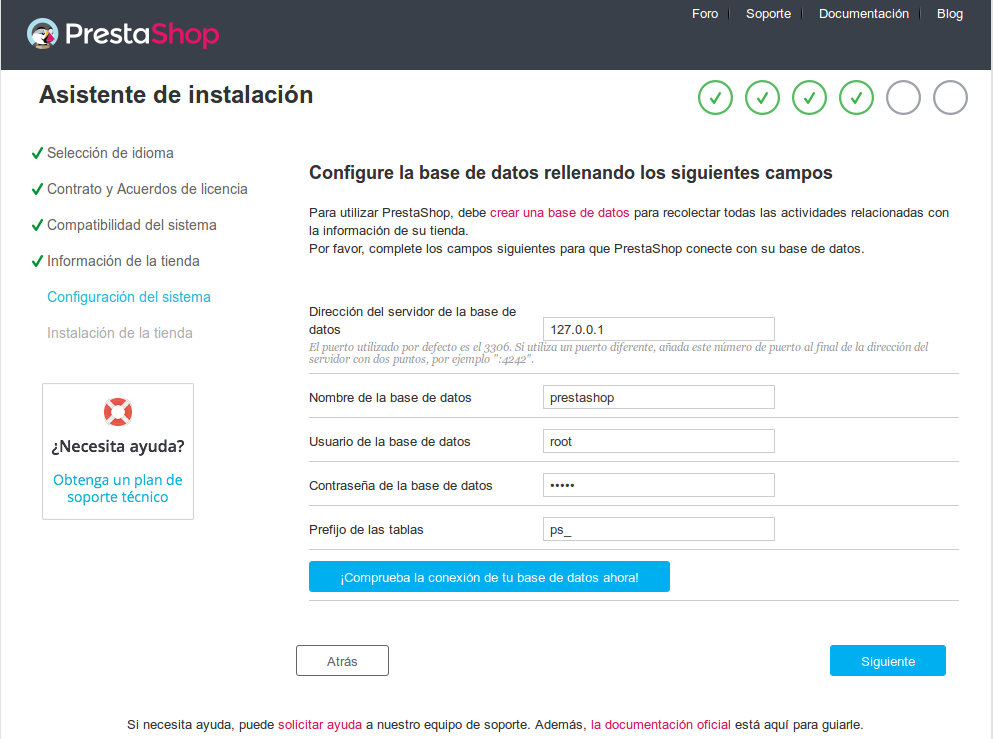 Foro
Soporte
Documentación
Blog
PrestaShop
Asistente de instalación
Selección de idioma
Contrato y Acuerdos de licencia
Compatibilidad del sistema
Información de la tienda
Configuración del sistema
Instalación de la tienda
¿Necesita ayuda?
Obtenga un plan de
soporte técnico
Configure la base de datos rellenando los siguientes campos
Para utilizar PrestaShop, debe crear una base de datos para recolectar todas las actividades relacionadas con
la información de su tienda.
Por favor, complete los campos siguientes para que PrestaShop conecte con su base de datos.
Dirección del servidor de la base de
datos
127.0.0.1
El puerto utilizado por defecto es el 3306. Si utiliza un puerto diferente, añada este número de puerto al final de la dirección del
servidor con dos puntos, por ejemplo ":4242".
Nombre de la base de datos
prestashop
Usuario de la base de datos
root
Contraseña de la base de datos
•••••
Prefijo de las tablas
ps_
¡Comprueba la conexión de tu base de datos ahora!
Atrás
Siguiente
Si necesita ayuda, puede solicitar ayuda a nuestro equipo de soporte. Además, la documentación oficial está aquí para guiarle.